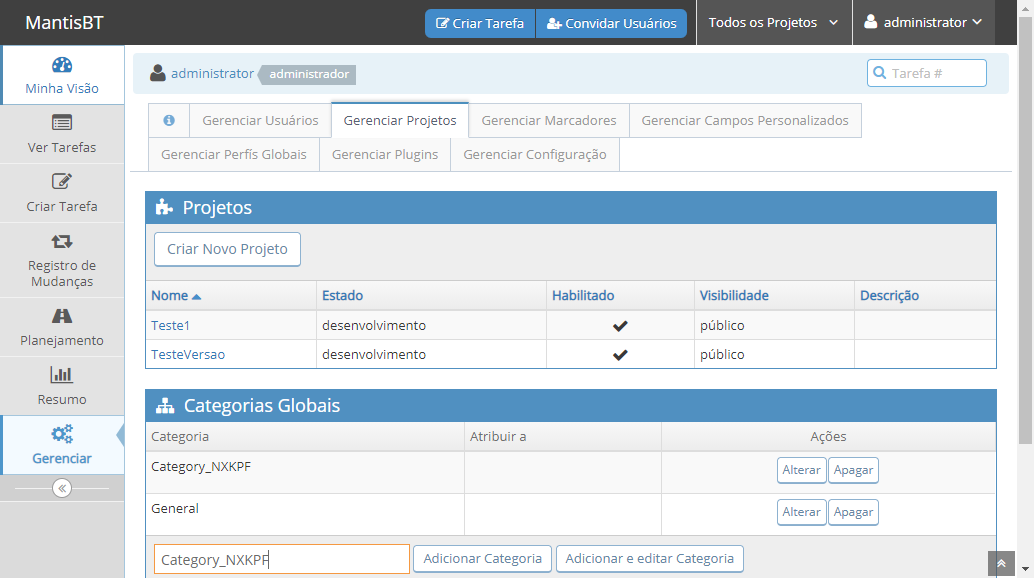 MantisBT
Criar Tarefa
Convidar Usuários
Todos os Projetos
administrator
Minha Visão
Ver Tarefas
Criar Tarefa
Registro de
Mudanças
Planejamento
Resumo
Gerenciar
administrator
administrador
Tarefa #
Gerenciar Usuários
Gerenciar Projetos
Gerenciar Marcadores
Gerenciar Campos Personalizados
Gerenciar Perfís Globais
Gerenciar Plugins
Gerenciar Configuração
Projetos
Criar Novo Projeto
Nome Estado Habilitado Visibilidade Descrição
Teste1 desenvolvimento público
TesteVersao desenvolvimento público
Categorias Globais
Categoria Atribuir a Ações
Category_NXKPF Alterar Apagar
General Alterar Apagar
Category_NXKPF Adicionar Categoria Adicionar e editar Categoria